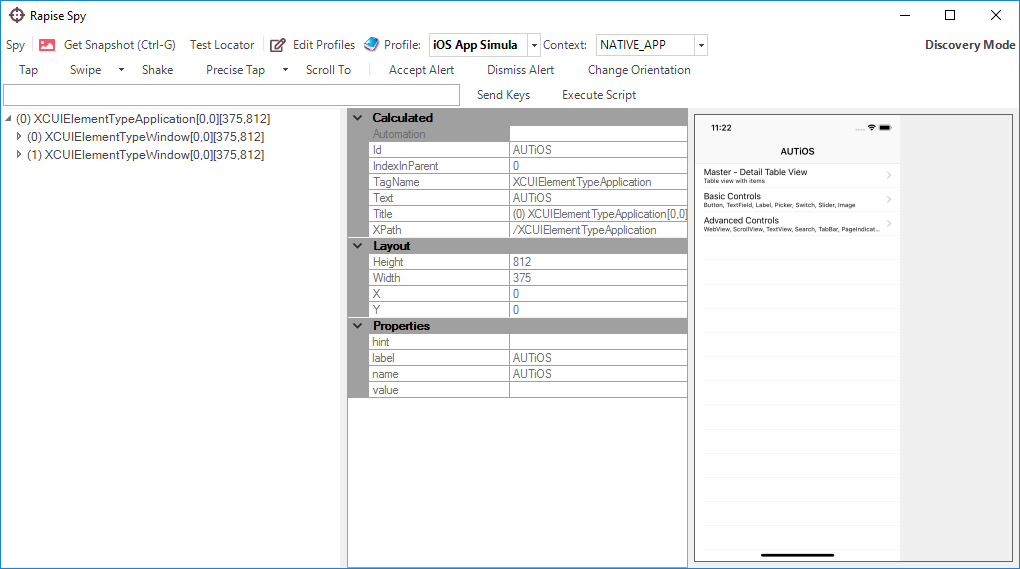 Rapise Spy
Spy Get Snapshot (Ctrl-G) Test Locator Edit Profiles Profile: iOS App Simula Context: NATIVE_APP Discovery Mode
Tap Swipe Shake Precise Tap Scroll To Accept Alert Dismiss Alert Change Orientation
Send Keys Execute Script
(0) XCUIElementTypeApplication[0,0][375,812]
(0) XCUIElementTypeWindow[0,0][375,812]
(1) XCUIElementTypeWindow[0,0][375,812]
Calculated
Automation
Id AUTiOS
IndexInParent 0
TagName XCUIElementTypeApplication
Text AUTiOS
Title (0) XCUIElementTypeApplication[0,0]
XPath /XCUIElementTypeApplication
Layout
Height 812
Width 375
X 0
Y 0
Properties
hint
label AUTiOS
name AUTiOS
value
11:22
AUTiOS
Master - Detail Table View
Table view with items
Basic Controls
Button, TextField, Label, Picker, Switch, Slider, Image
Advanced Controls
WebView, ScrollView, TextView, Search, TabBar, PageIndicat...